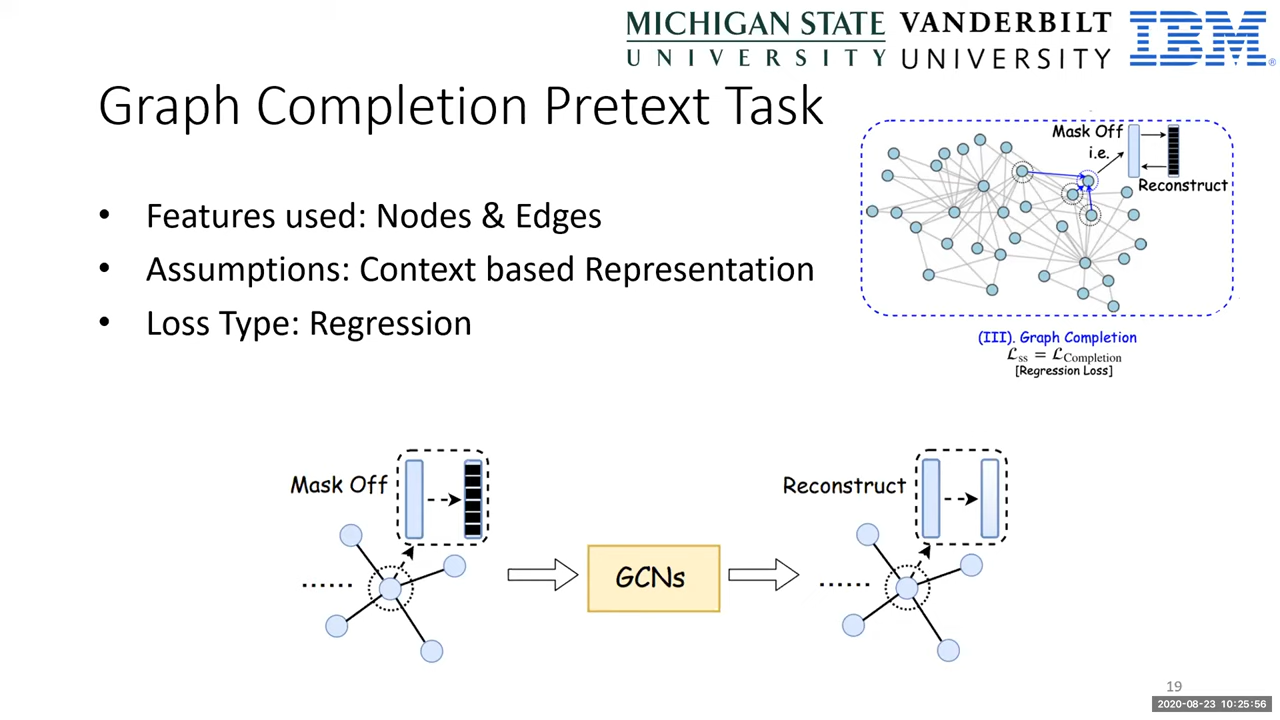 MICHIGAN STATE
UNIVERSITY
VANDERBILT
UNIVERSITY
IBM®
Graph Completion Pretext Task
• Features used: Nodes & Edges
• Assumptions: Context based Representation
• Loss Type: Regression
Mask Off
i.e.
Reconstruct
(III). Graph Completion
ℒss = ℒCompletion
[Regression Loss]
Mask Off
......
GCNs
Reconstruct
......
19
2020-08-23 10:25:56